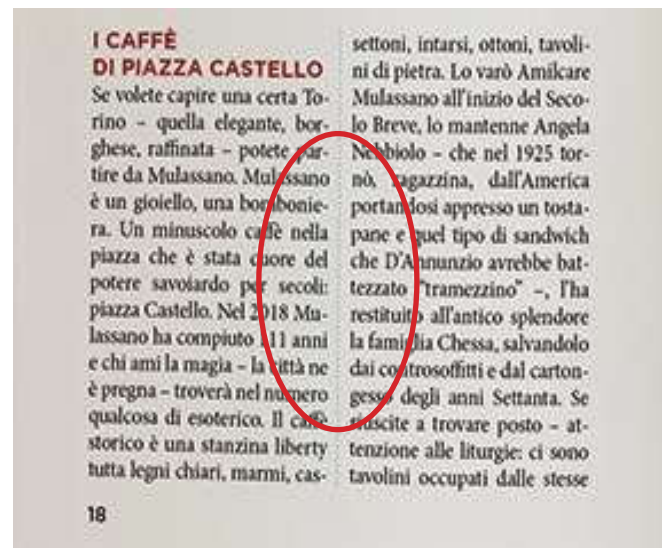 I CAFFÈ
DI PIAZZA CASTELLO
Se volete capire una certa To-
rino – quella elegante, bor-
ghese, raffinata – potete par-
tire da Mulassano. Mulassano
è un gioiello, una bombonie-
ra. Un minuscolo caffè nella
piazza che è stata cuore del
potere savoiardo per secoli:
piazza Castello. Nel 2018 Mu-
lassano ha compiuto 111 anni
e chi ami la magia – la città ne
è pregna – troverà nel numero
qualcosa di esoterico. Il caffè
storico è una stanzina liberty
tutta legni chiari, marmi, cas-
settoni, intarsi, ottoni, tavoli-
ni di pietra. Lo varò Amilcare
Mulassano all'inizio del Seco-
lo Breve, lo mantenne Angela
Nebbiolo – che nel 1925 tor-
nò, ragazzina, dall'America
portandosi appresso un tosta-
pane e quel tipo di sandwich
che D'Annunzio avrebbe bat-
tezzato "tramezzino" –, l'ha
restituito all'antico splendore
la famiglia Chessa, salvandolo
dai controsoffitti e dal carton-
gesso degli anni Settanta. Se
riuscite a trovare posto – at-
tenzione alle liturgie: ci sono
tavolini occupati dalle stesse
18